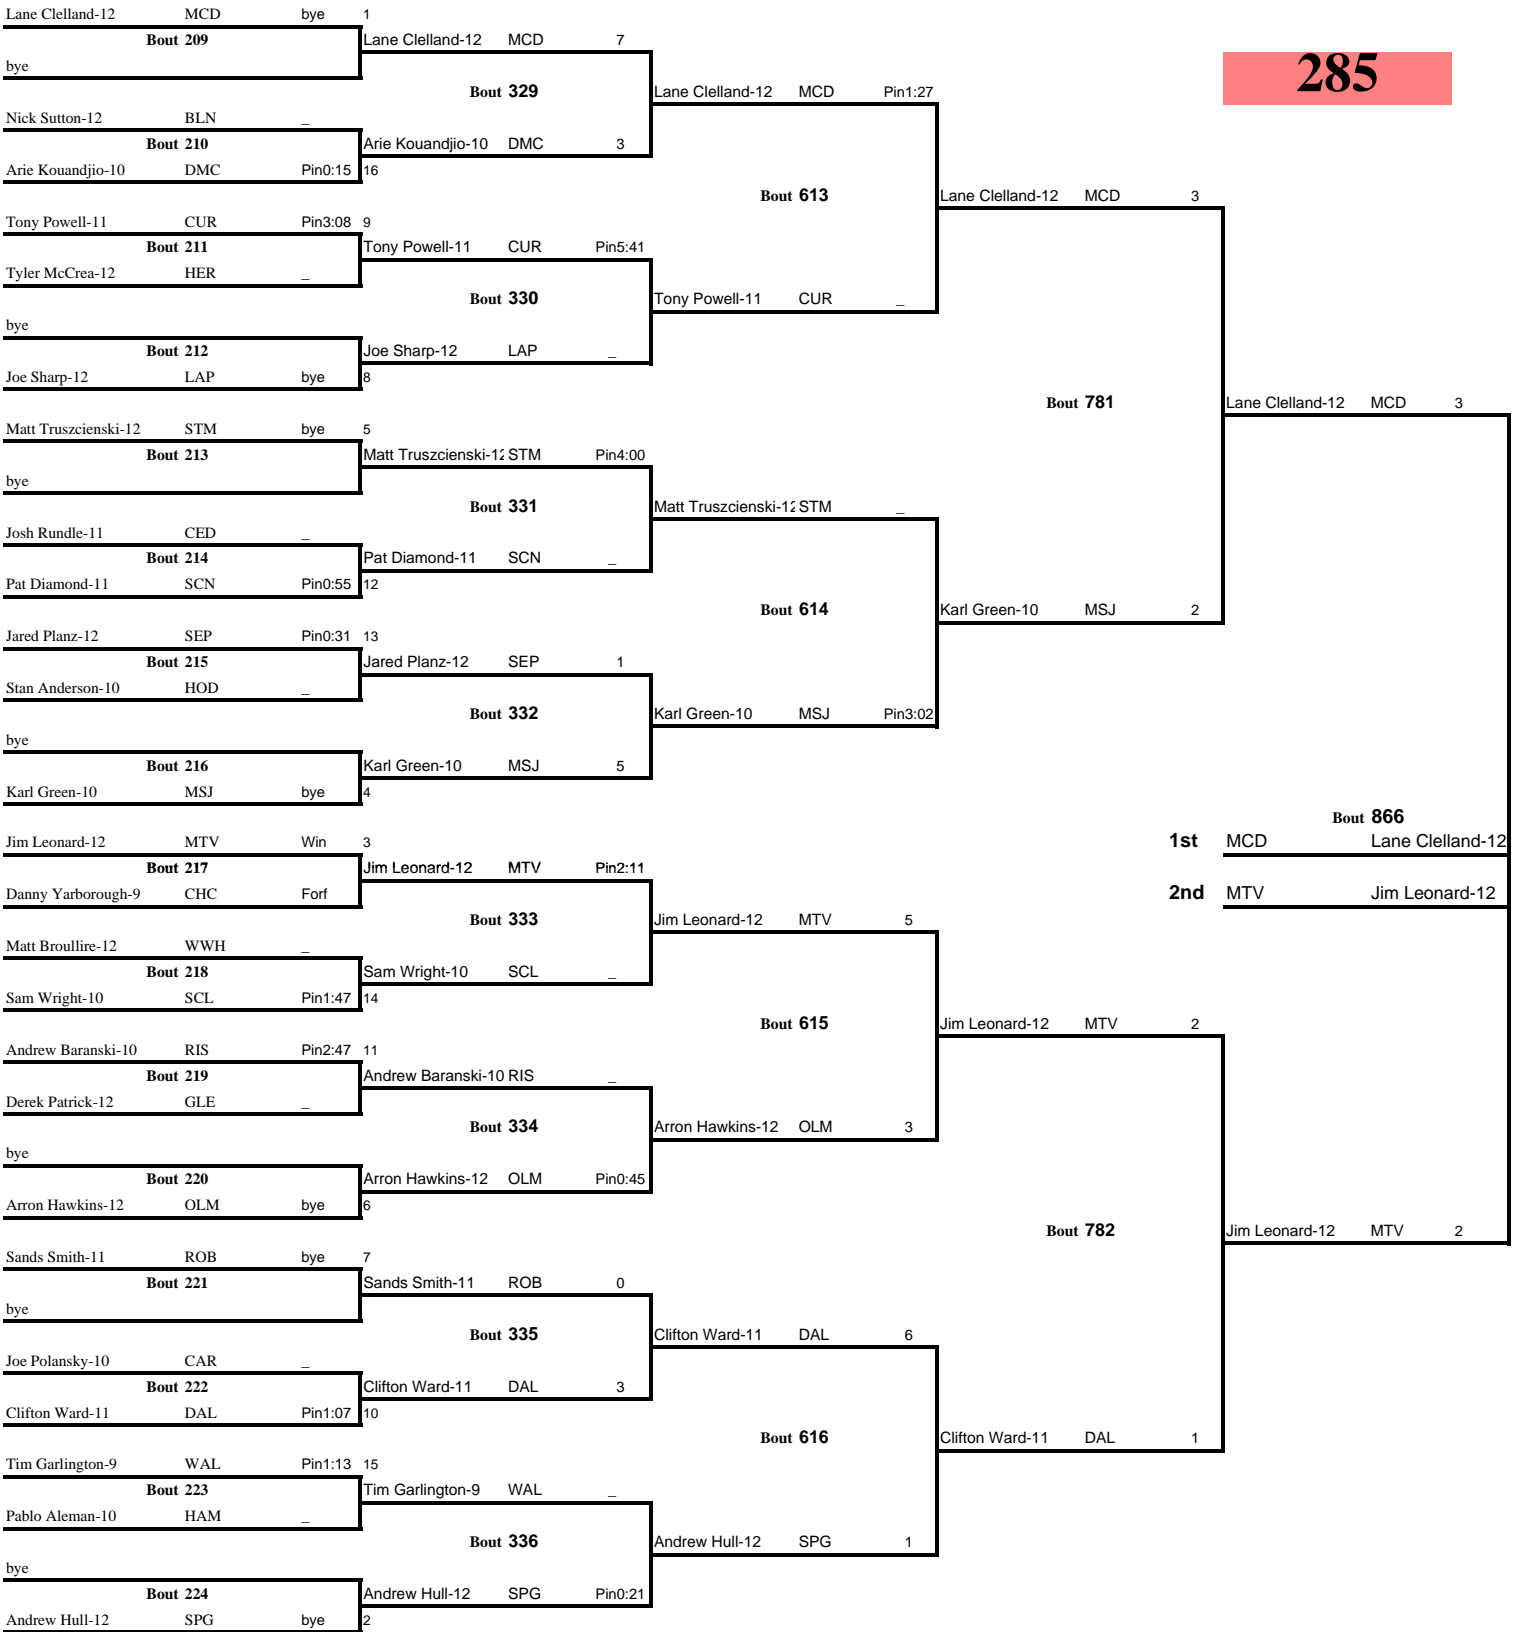 Lane Clelland-12 MCD bye 1
Bout 209 Lane Clelland-12 MCD 7
bye 285
Bout 329 Lane Clelland-12 MCD Pin1:27
Nick Sutton-12 BLN _
Bout 210 Arie Kouandjio-10 DMC 3
Arie Kouandjio-10 DMC Pin0:15 16
Bout 613 Lane Clelland-12 MCD 3
Tony Powell-11 CUR Pin3:08 9
Bout 211 Tony Powell-11 CUR Pin5:41
Tyler McCrea-12 HER _
Bout 330 Tony Powell-11 CUR _
bye
Bout 212 Joe Sharp-12 LAP _
Joe Sharp-12 LAP bye 8
Bout 781 Lane Clelland-12 MCD 3
Matt Truszcienski-12 STM bye 5
Bout 213 Matt Truszcienski-12 STM Pin4:00
bye
Bout 331 Matt Truszcienski-12 STM _
Josh Rundle-11 CED _
Bout 214 Pat Diamond-11 SCN _
Pat Diamond-11 SCN Pin0:55 12
Bout 614 Karl Green-10 MSJ 2
Jared Planz-12 SEP Pin0:31 13
Bout 215 Jared Planz-12 SEP 1
Stan Anderson-10 HOD _
Bout 332 Karl Green-10 MSJ Pin3:02
bye
Bout 216 Karl Green-10 MSJ 5
Karl Green-10 MSJ bye 4
Bout 866
Jim Leonard-12 MTV Win 3 1st MCD Lane Clelland-12
Bout 217 Jim Leonard-12 MTV Pin2:11
Danny Yarborough-9 CHC Forf 2nd MTV Jim Leonard-12
Bout 333 Jim Leonard-12 MTV 5
Matt Broullire-12 WWH _
Bout 218 Sam Wright-10 SCL _
Sam Wright-10 SCL Pin1:47 14
Bout 615 Jim Leonard-12 MTV 2
Andrew Baranski-10 RIS Pin2:47 11
Bout 219 Andrew Baranski-10 RIS _
Derek Patrick-12 GLE _
Bout 334 Arron Hawkins-12 OLM 3
bye
Bout 220 Arron Hawkins-12 OLM Pin0:45
Arron Hawkins-12 OLM bye 6
Bout 782 Jim Leonard-12 MTV 2
Sands Smith-11 ROB bye 7
Bout 221 Sands Smith-11 ROB 0
bye
Bout 335 Clifton Ward-11 DAL 6
Joe Polansky-10 CAR _
Bout 222 Clifton Ward-11 DAL 3
Clifton Ward-11 DAL Pin1:07 10
Bout 616 Clifton Ward-11 DAL 1
Tim Garlington-9 WAL Pin1:13 15
Bout 223 Tim Garlington-9 WAL _
Pablo Aleman-10 HAM _
Bout 336 Andrew Hull-12 SPG 1
bye
Bout 224 Andrew Hull-12 SPG Pin0:21
Andrew Hull-12 SPG bye 2